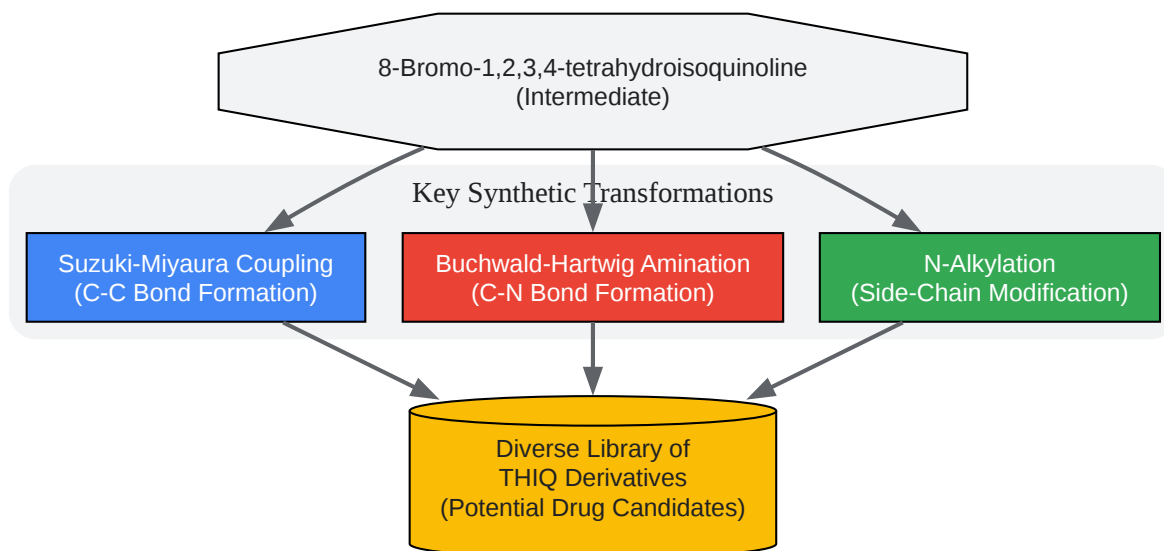 8-Bromo-1,2,3,4-tetrahydroisoquinoline
(Intermediate)
Key Synthetic Transformations
Suzuki-Miyaura Coupling
(C-C Bond Formation)
Buchwald-Hartwig Amination
(C-N Bond Formation)
N-Alkylation
(Side-Chain Modification)
Diverse Library of
THIQ Derivatives
(Potential Drug Candidates)